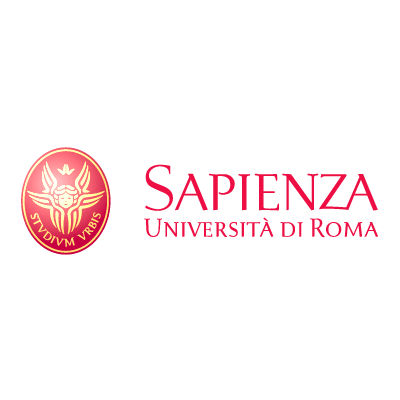 STVDIVM VRBIS
SAPIENZA
UNIVERSITÀ DI ROMA